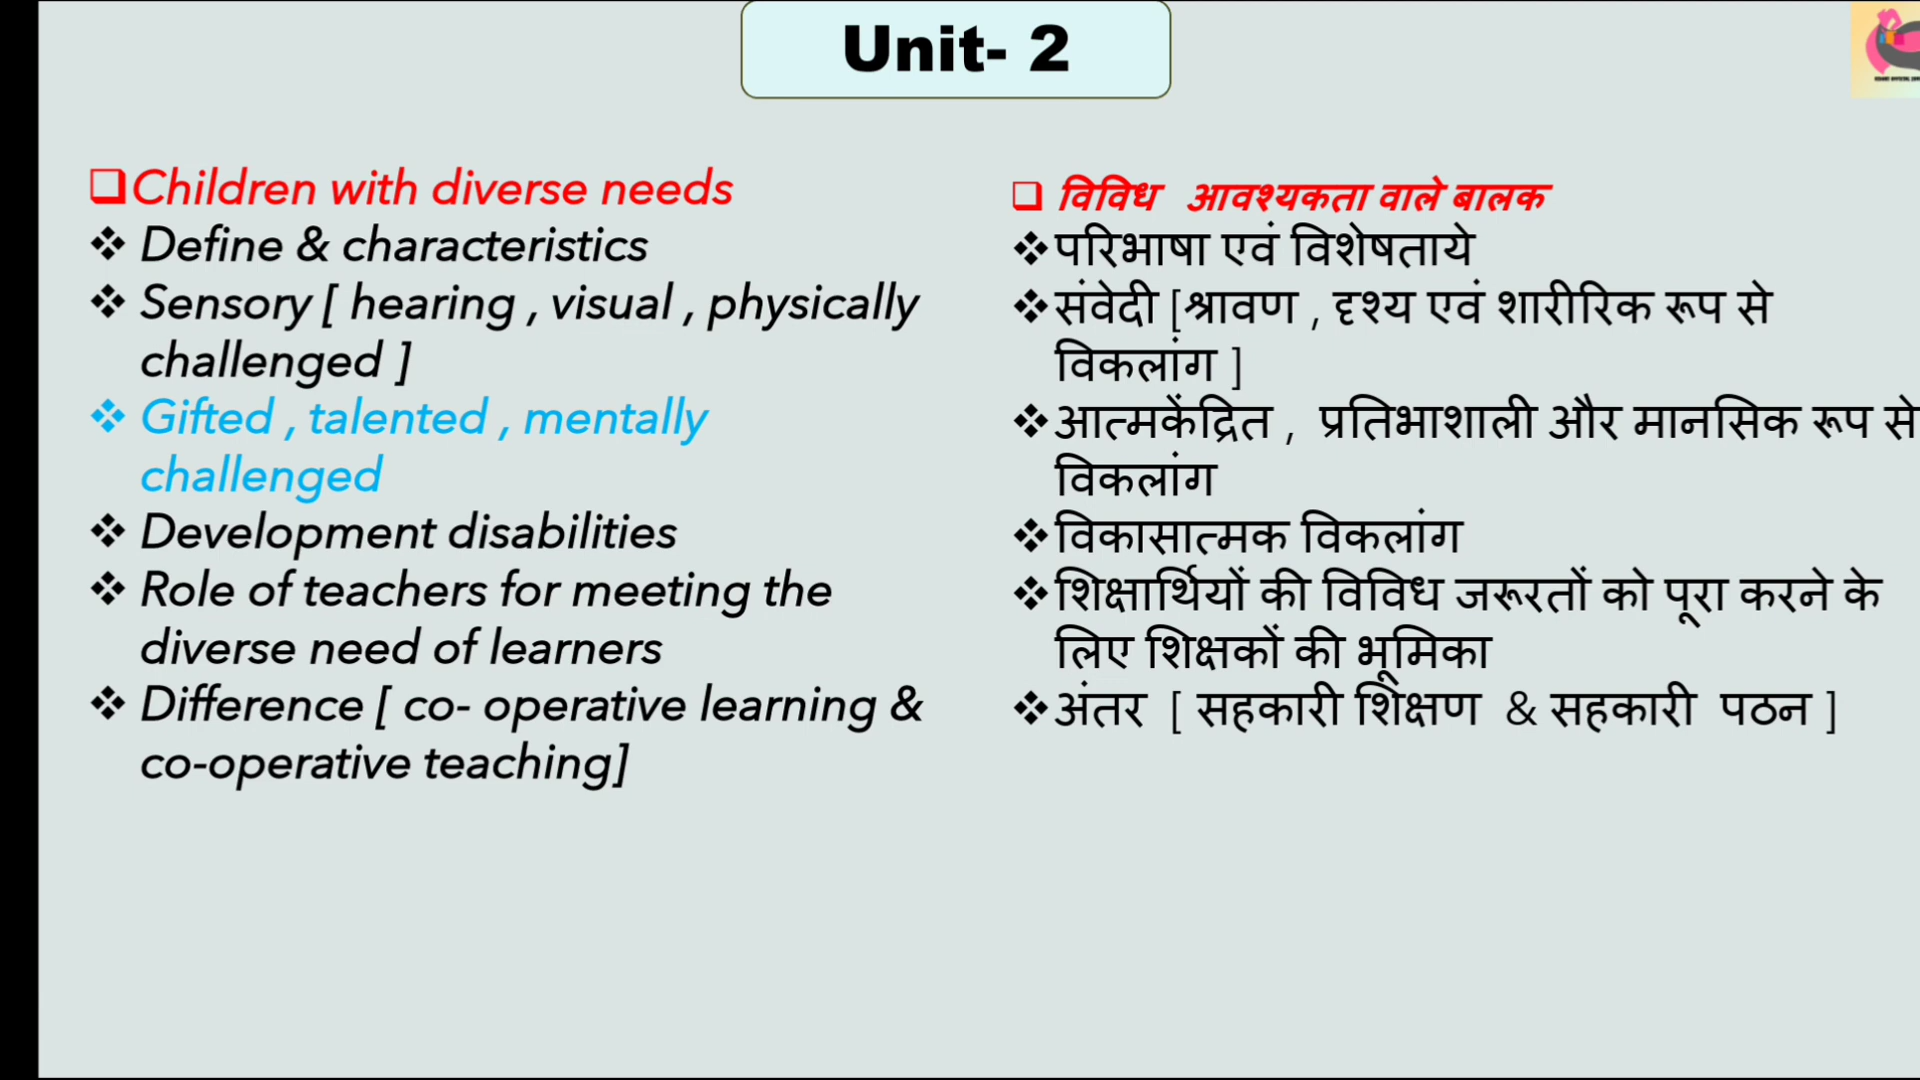 Unit- 2
Children with diverse needs
Define & characteristics
Sensory [ hearing , visual , physically
challenged ]
Gifted , talented , mentally
challenged
Development disabilities
Role of teachers for meeting the
diverse need of learners
Difference [ co- operative learning &
co-operative teaching]
विविध आवश्यकता वाले बालक
परिभाषा एवं विशेषताये
संवेदी [श्रावण , दृश्य एवं शारीरिक रूप से
विकलांग ]
आत्मकेंद्रित , प्रतिभाशाली और मानसिक रूप से
विकलांग
विकासात्मक विकलांग
शिक्षार्थियों की विविध जरूरतों को पूरा करने के
लिए शिक्षकों की भूमिका
अंतर [ सहकारी शिक्षण & सहकारी पठन ]